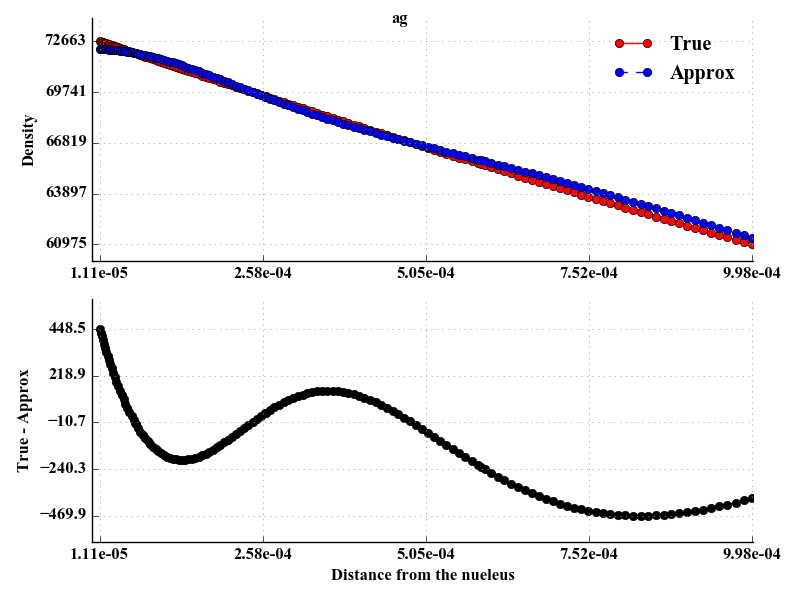 ag
72663
69741
66819
63897
60975
Density
True
Approx
1.11e-05 2.58e-04 5.05e-04 7.52e-04 9.98e-04
448.5
218.9
−10.7
−240.3
−469.9
True - Approx
1.11e-05 2.58e-04 5.05e-04 7.52e-04 9.98e-04
Distance from the nueleus